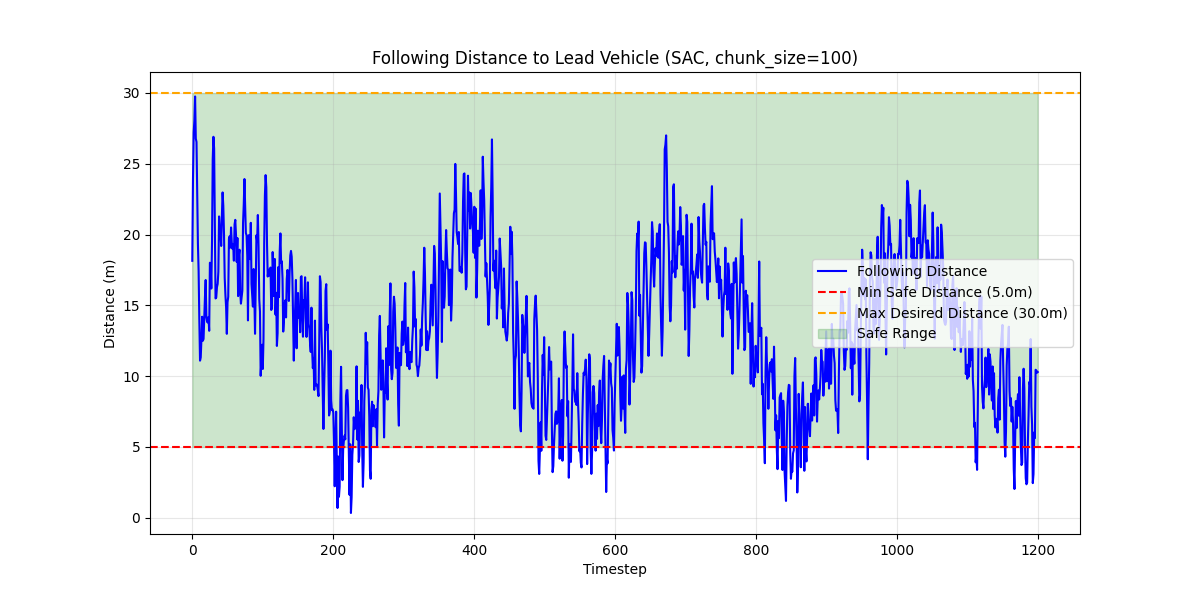 Following Distance to Lead Vehicle (SAC, chunk_size=100)
30
25
20
15
10
5
0
Distance (m)
Following Distance
Min Safe Distance (5.0m)
Max Desired Distance (30.0m)
Safe Range
0 200 400 600 800 1000 1200
Timestep